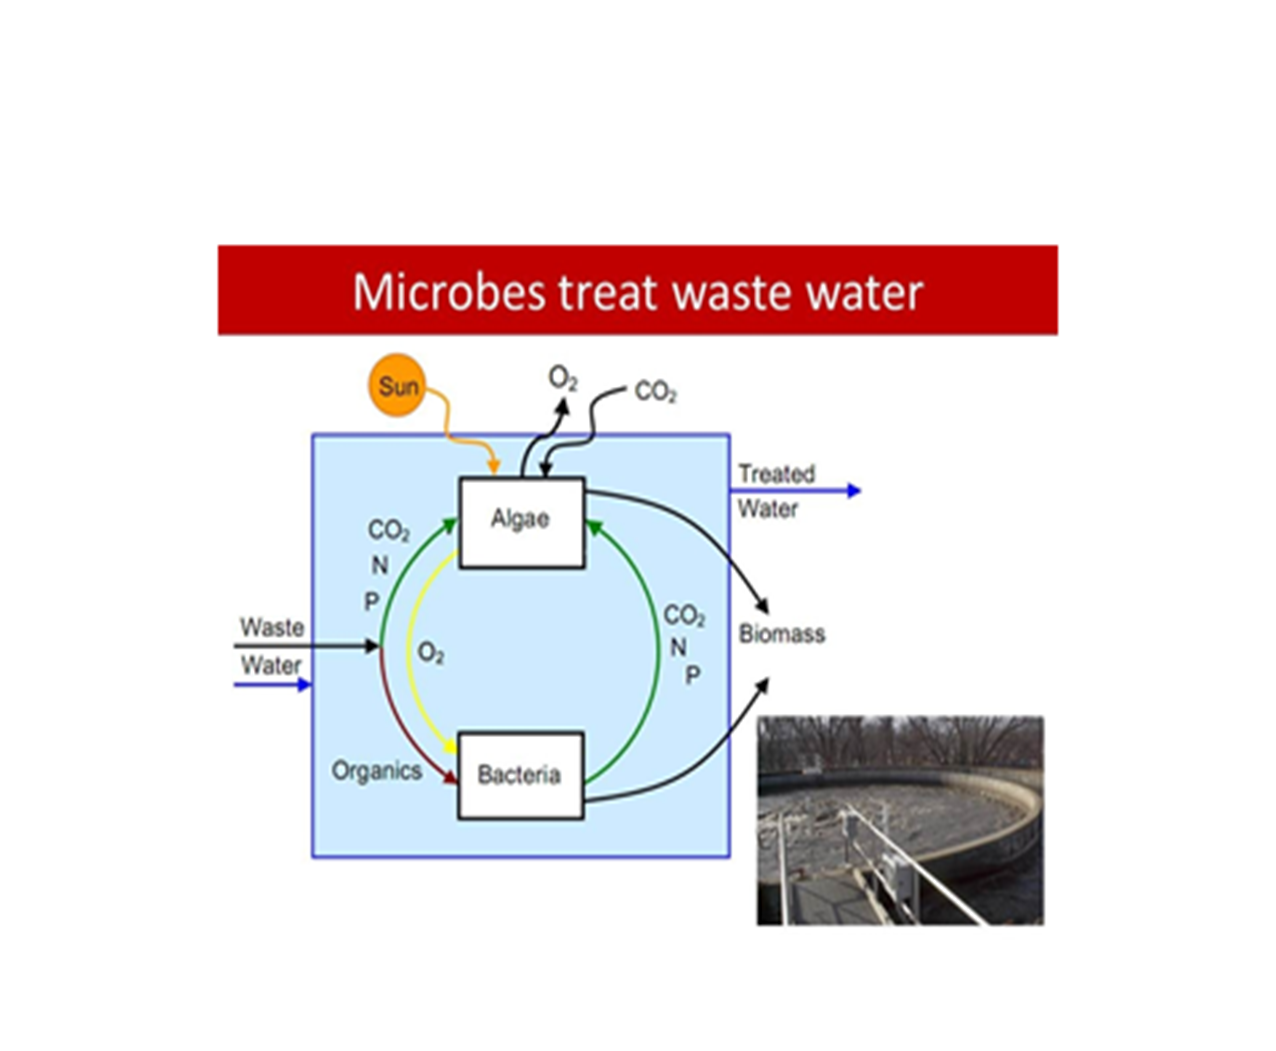 Microbes treat waste water
Sun
O₂
CO₂
Algae
Treated
Water
CO₂
N
P
Waste
Water
O₂
CO₂
N
P
Biomass
Organics
Bacteria